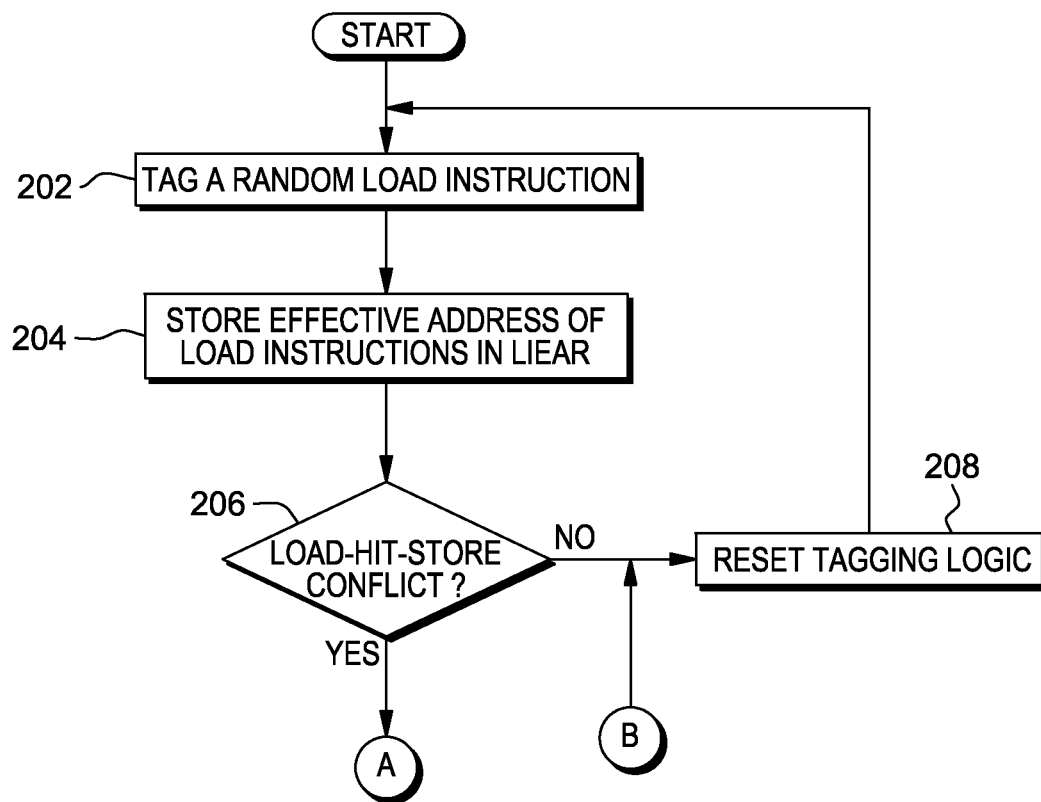 START
202
TAG A RANDOM LOAD INSTRUCTION
204
STORE EFFECTIVE ADDRESS OF
LOAD INSTRUCTIONS IN LIEAR
206
LOAD-HIT-STORE
CONFLICT ?
NO
208
RESET TAGGING LOGIC
YES
A
B